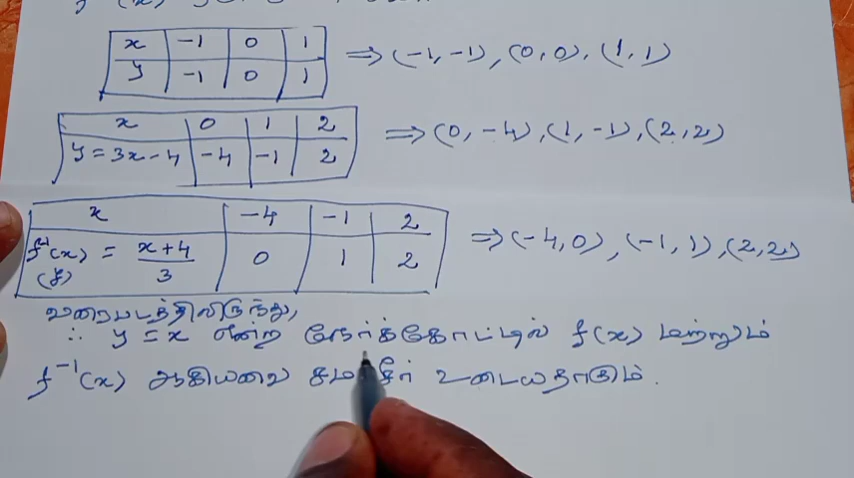 x -1 0 1
y -1 0 1 ⇒ (-1, -1), (0, 0), (1, 1)
x 0 1 2
y = 3x - 4 -4 -1 2 ⇒ (0, -4), (1, -1), (2, 2)
x -4 -1 2
f⁻¹(x) = (x+4)/3 0 1 2 ⇒ (-4, 0), (-1, 1), (2, 2)
(y)
வரைபடத்திலிருந்து,
∴ y = x என்ற நேர்க்கோட்டில் f(x) மற்றும்
f⁻¹(x) ஆகியவை உடையதாகும்.